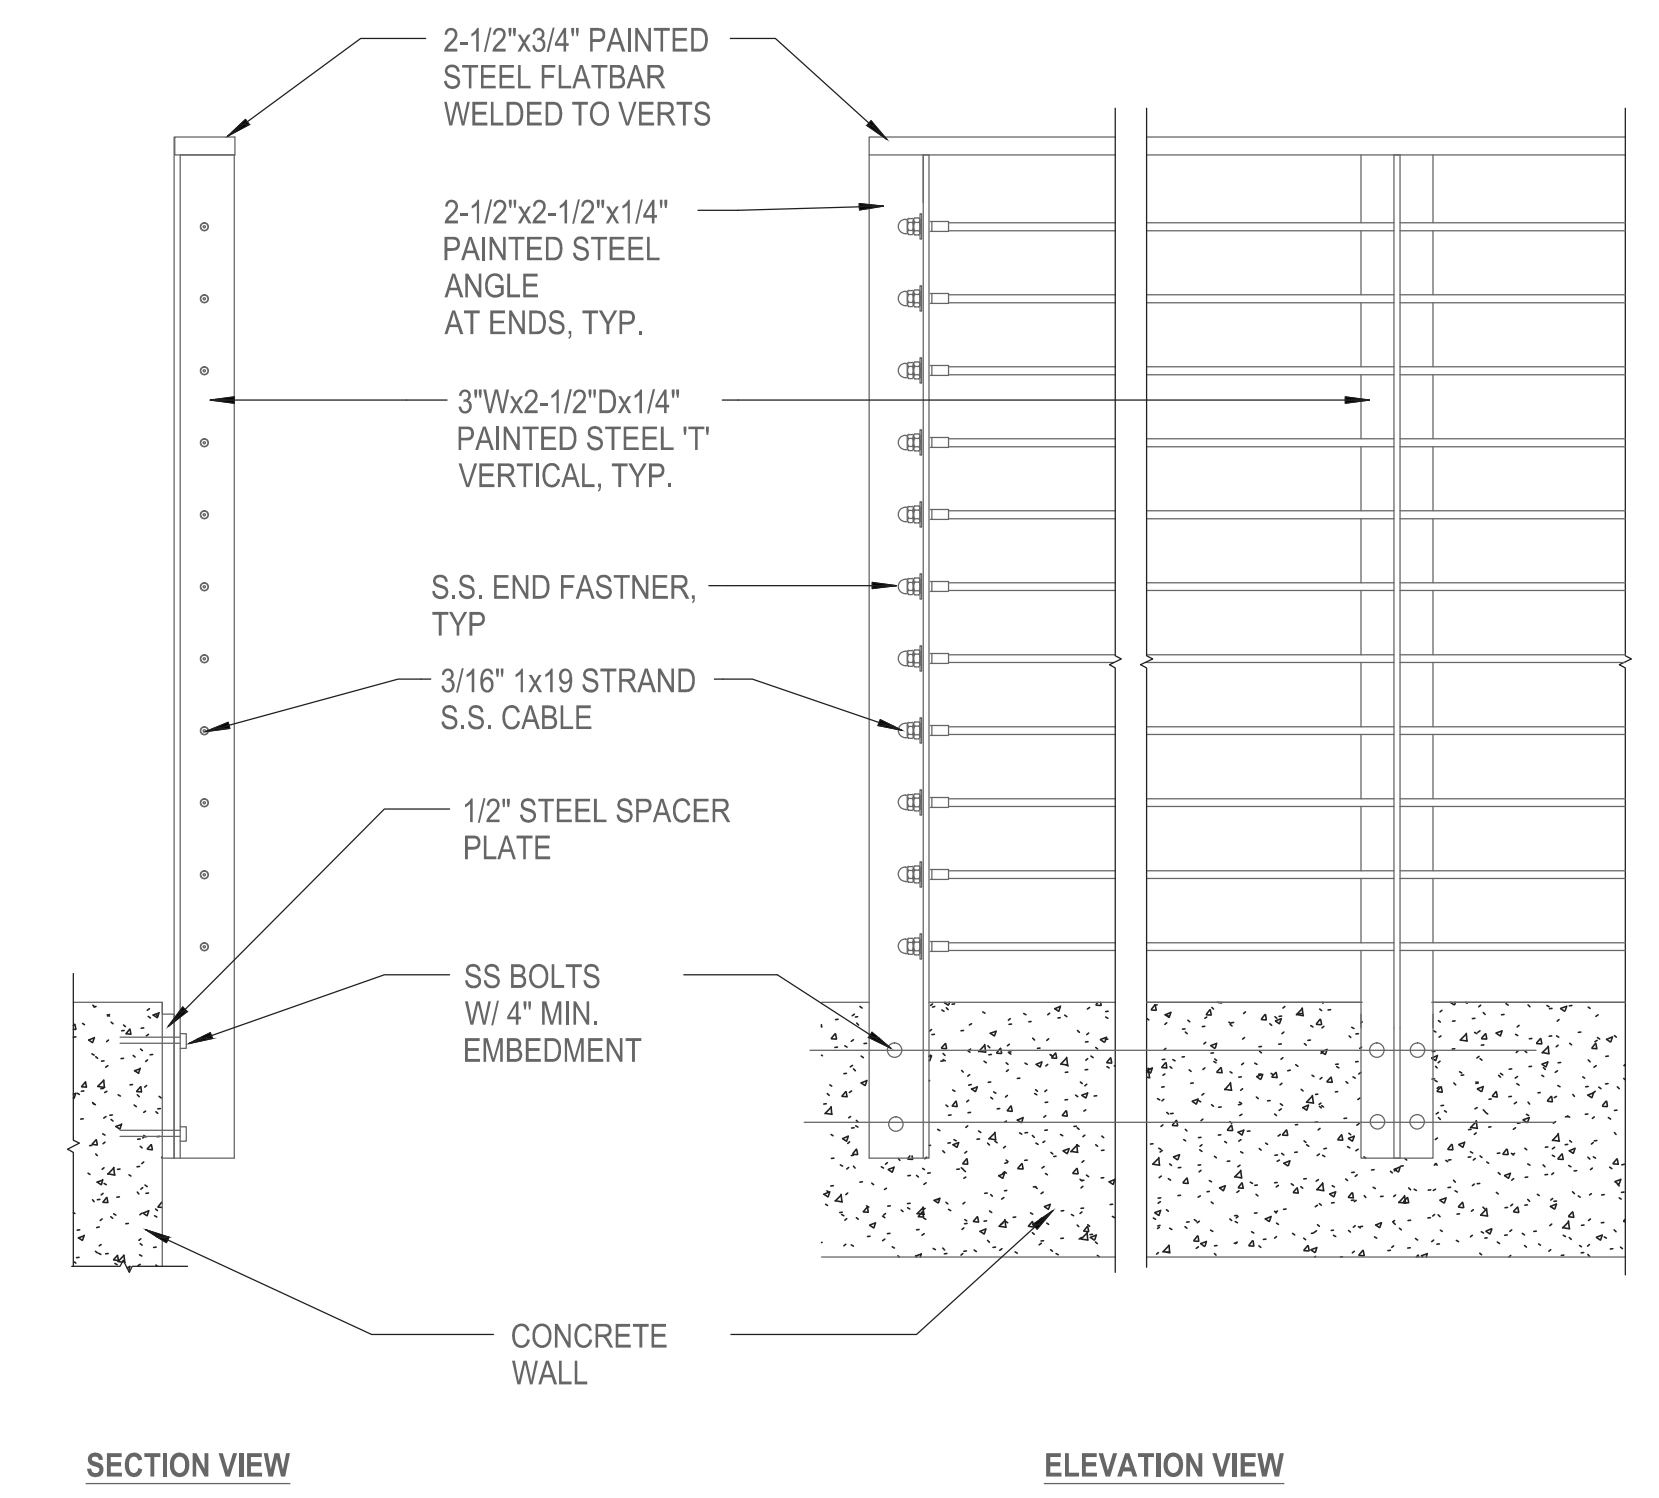 2-1/2"x3/4" PAINTED
STEEL FLATBAR
WELDED TO VERTS
2-1/2"x2-1/2"x1/4"
PAINTED STEEL
ANGLE
AT ENDS, TYP.
3"Wx2-1/2"Dx1/4"
PAINTED STEEL 'T'
VERTICAL, TYP.
S.S. END FASTNER,
TYP
3/16" 1x19 STRAND
S.S. CABLE
1/2" STEEL SPACER
PLATE
SS BOLTS
W/ 4" MIN.
EMBEDMENT
CONCRETE
WALL
SECTION VIEW
ELEVATION VIEW